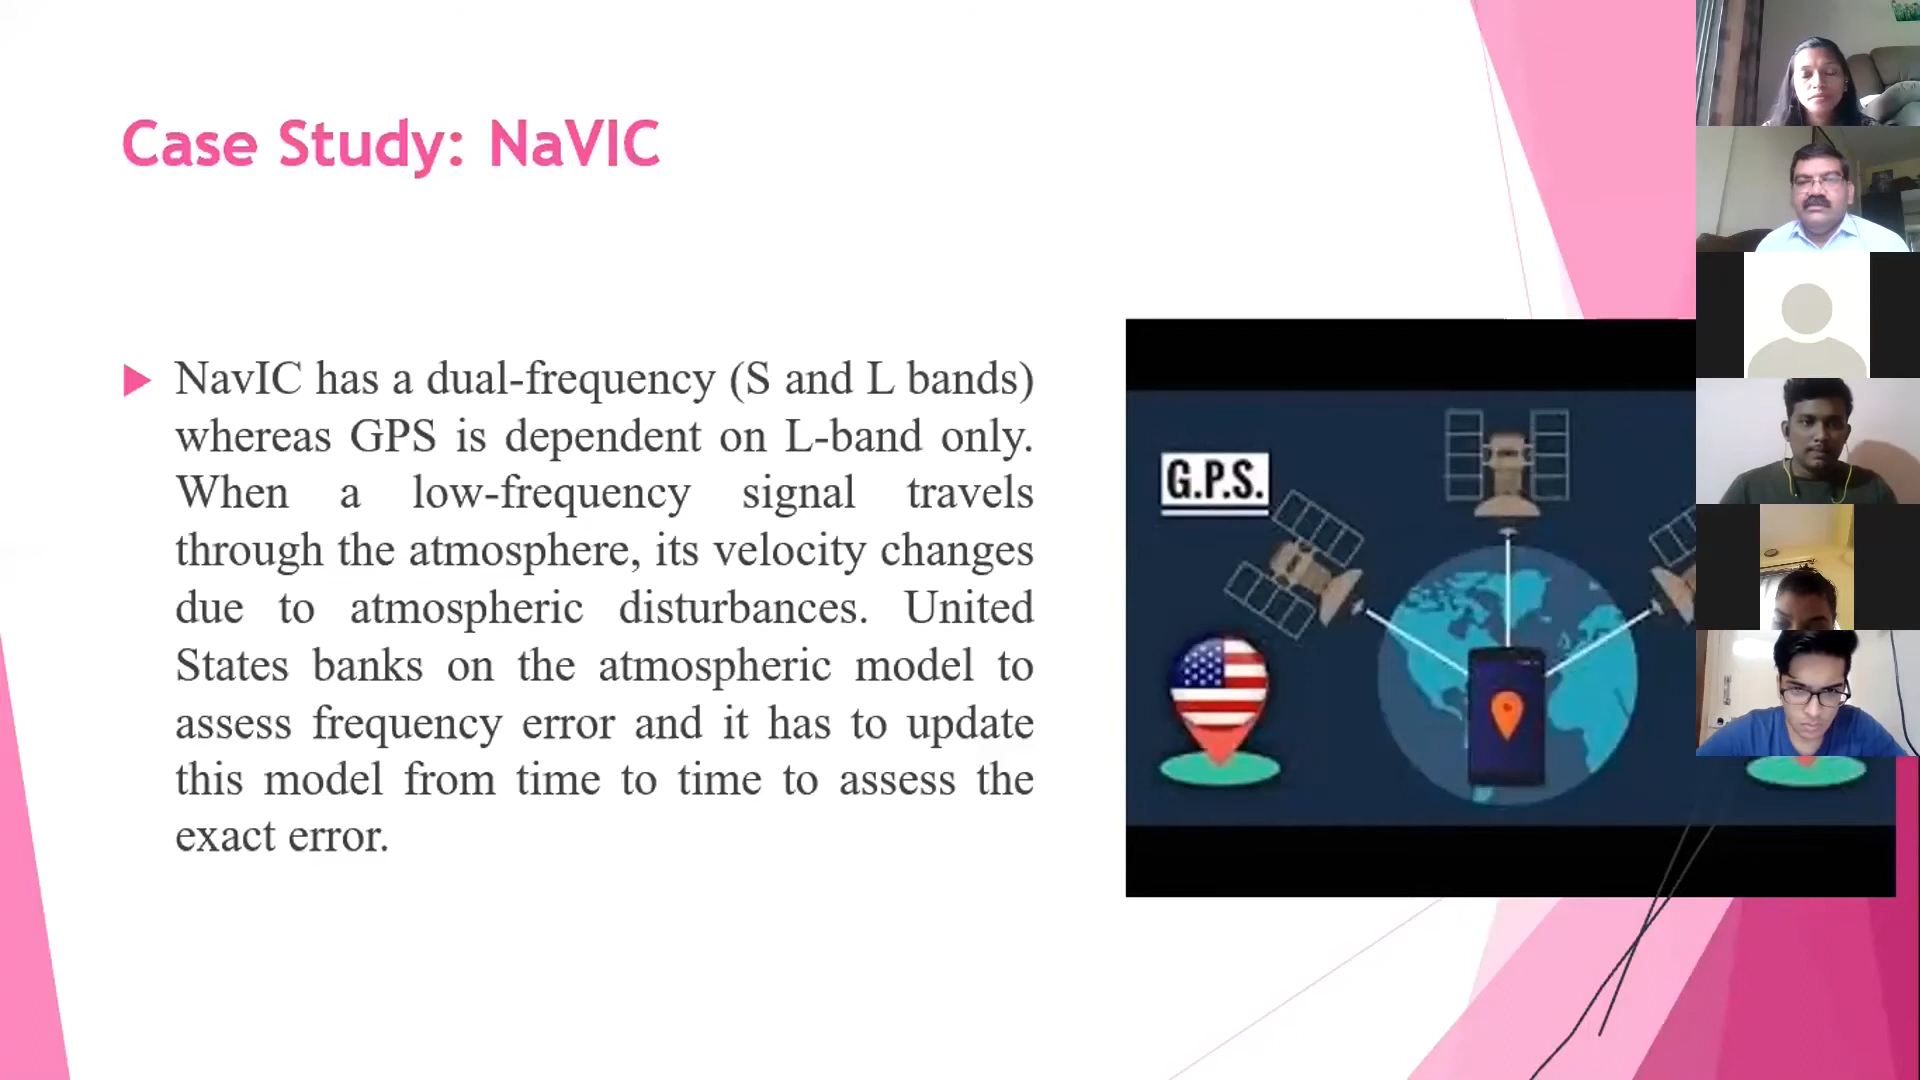 Case Study: NaVIC
NavIC has a dual-frequency (S and L bands)
whereas GPS is dependent on L-band only.
When a low-frequency signal travels
through the atmosphere, its velocity changes
due to atmospheric disturbances. United
States banks on the atmospheric model to
assess frequency error and it has to update
this model from time to time to assess the
exact error.
G.P.S.